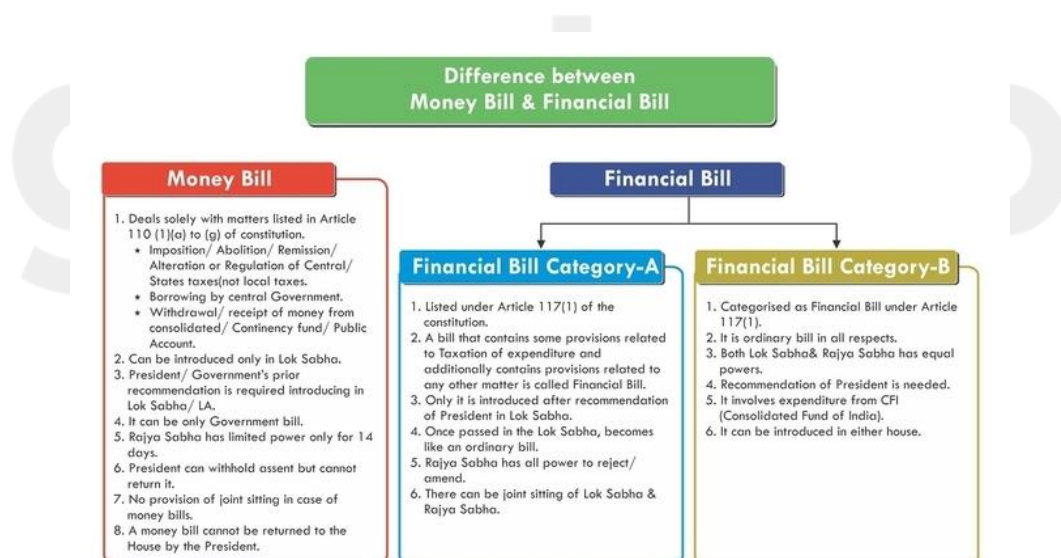 Difference between
Money Bill & Financial Bill
Money Bill
1. Deals solely with matters listed in Article
110 (1)(a) to (g) of constitution.
★ Imposition/ Abolition/ Remission/
Alteration or Regulation of Central/
States taxes(not local taxes.
★ Borrowing by central Government.
★ Withdrawal/ receipt of money from
consolidated/ Continency fund/ Public
Account.
2. Can be introduced only in Lok Sabha.
3. President/ Government's prior
recommendation is required introducing in
Lok Sabha/ LA.
4. It can be only Government bill.
5. Rajya Sabha has limited power only for 14
days.
6. President can withhold assent but cannot
return it.
7. No provision of joint sitting in case of
money bills.
8. A money bill cannot be returned to the
House by the President.
Financial Bill
Financial Bill Category-A
1. Listed under Article 117(1) of the
constitution.
2. A bill that contains some provisions related
to Taxation of expenditure and
additionally contains provisions related to
any other matter is called Financial Bill.
3. Only it is introduced after recommendation
of President in Lok Sabha.
4. Once passed in the Lok Sabha, becomes
like an ordinary bill.
5. Rajya Sabha has all power to reject/
amend.
6. There can be joint sitting of Lok Sabha &
Rajya Sabha.
Financial Bill Category-B
1. Categorised as Financial Bill under Article
117(1).
2. It is ordinary bill in all respects.
3. Both Lok Sabha& Rajya Sabha has equal
powers.
4. Recommendation of President is needed.
5. It involves expenditure from CFI
(Consolidated Fund of India).
6. It can be introduced in either house.